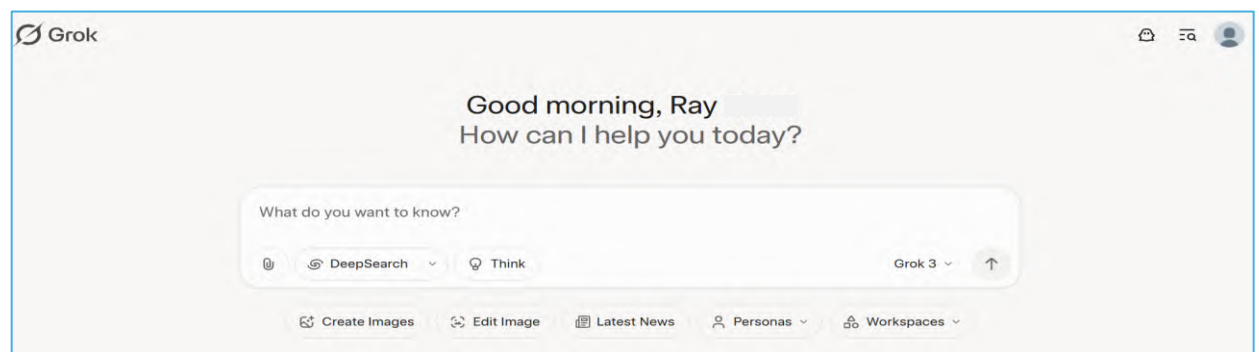 Grok
Good morning, Ray
How can I help you today?
What do you want to know?
DeepSearch Think Grok 3
Create Images Edit Image Latest News Personas Workspaces